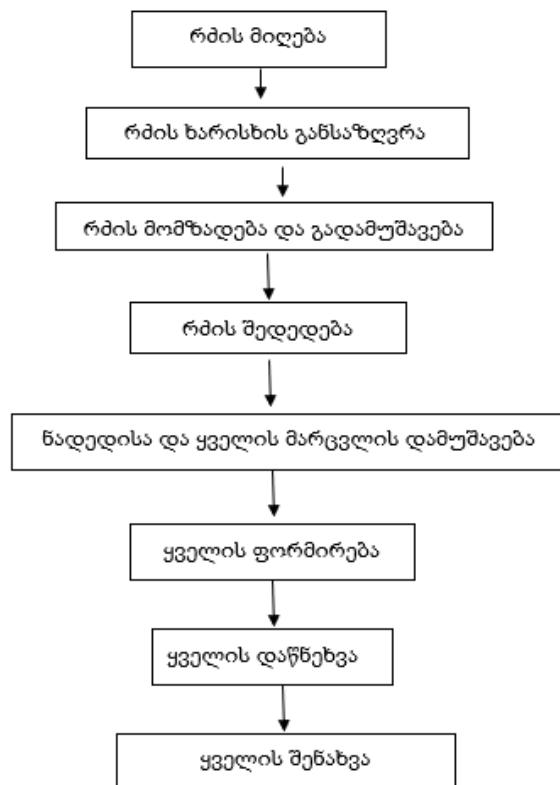 რძის მიღება
რძის ხარისხის განსაზღვრა
რძის მომზადება და გადამუშავება
რძის შედედება
ნადედისა და ყველის მარცვლის დამუშავება
ყველის ფორმირება
ყველის დაწნეხვა
ყველის შენახვა